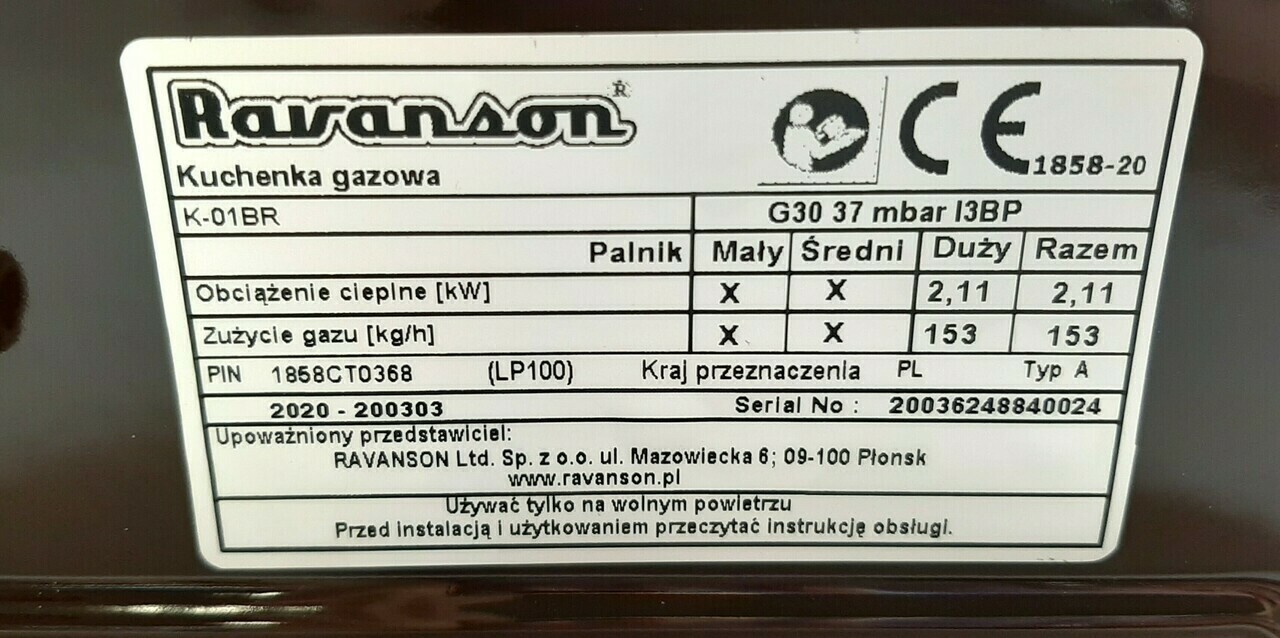 Ravanson®
CE
1858-20
Kuchenka gazowa
K-01BR G30 37 mbar I3BP
Palnik Mały Średni Duży Razem
Obciążenie cieplne [kW] X X 2,11 2,11
Zużycie gazu [kg/h] X X 153 153
PIN 1858CT0368 (LP100) Kraj przeznaczenia PL Typ A
2020 - 200303 Serial No : 20036248840024
Upoważniony przedstawiciel:
RAVANSON Ltd. Sp. z o.o. ul. Mazowiecka 6; 09-100 Płonsk
www.ravanson.pl
Używać tylko na wolnym powietrzu
Przed instalacją i użytkowaniem przeczytać instrukcję obsługi.